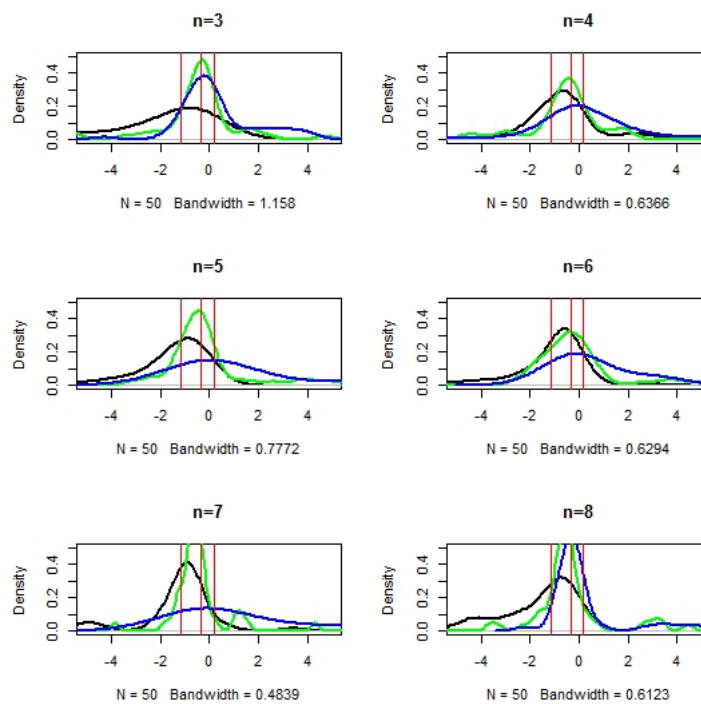 n=3
Density
0.0 0.2 0.4
-4 -2 0 2 4
N = 50 Bandwidth = 1.158
n=4
Density
0.0 0.2 0.4
-4 -2 0 2 4
N = 50 Bandwidth = 0.6366
n=5
Density
0.0 0.2 0.4
-4 -2 0 2 4
N = 50 Bandwidth = 0.7772
n=6
Density
0.0 0.2 0.4
-4 -2 0 2 4
N = 50 Bandwidth = 0.6294
n=7
Density
0.0 0.2 0.4
-4 -2 0 2 4
N = 50 Bandwidth = 0.4839
n=8
Density
0.0 0.2 0.4
-4 -2 0 2 4
N = 50 Bandwidth = 0.6123